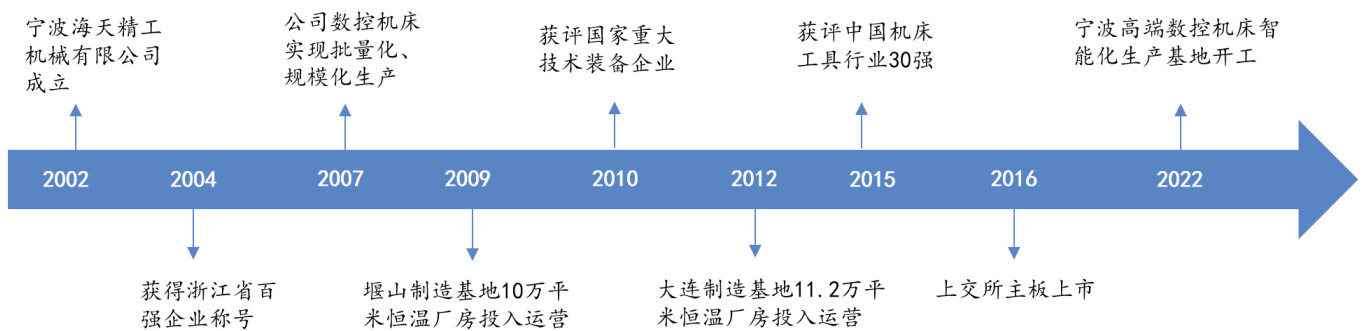 宁波海天精工
机械有限公司
成立
公司数控机床
实现批量化、
规模化生产
获评国家重大
技术装备企业
获评中国机床
工具行业30强
宁波高端数控机床智
能化生产基地开工
2002
2004
2007
2009
2010
2012
2015
2016
2022
获得浙江省百
强企业称号
堰山制造基地10万平
米恒温厂房投入运营
大连制造基地11.2万平
米恒温厂房投入运营
上交所主板上市